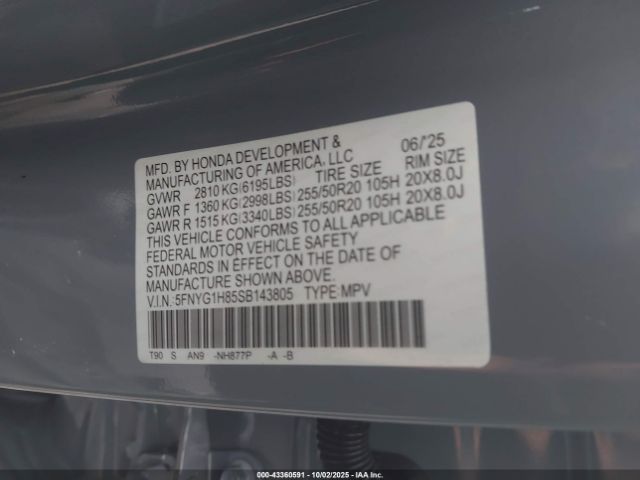 MFD. BY HONDA DEVELOPMENT & 06/'25
MANUFACTURING OF AMERICA, LLC
GVWR 2810 KG(6195LBS) TIRE SIZE RIM SIZE
GAWR F 1360 KG(2998LBS) 255/50R20 105H 20X8.0J
GAWR R 1515 KG(3340LBS) 255/50R20 105H 20X8.0J
THIS VEHICLE CONFORMS TO ALL APPLICABLE
FEDERAL MOTOR VEHICLE SAFETY
STANDARDS IN EFFECT ON THE DATE OF
MANUFACTURE SHOWN ABOVE.
V.I.N.: 5FNYG1H85SB143805 TYPE:MPV
T90 S AN9 -NH877P -A -B
000-43360591 | 10/02/2025 | IAA Inc.